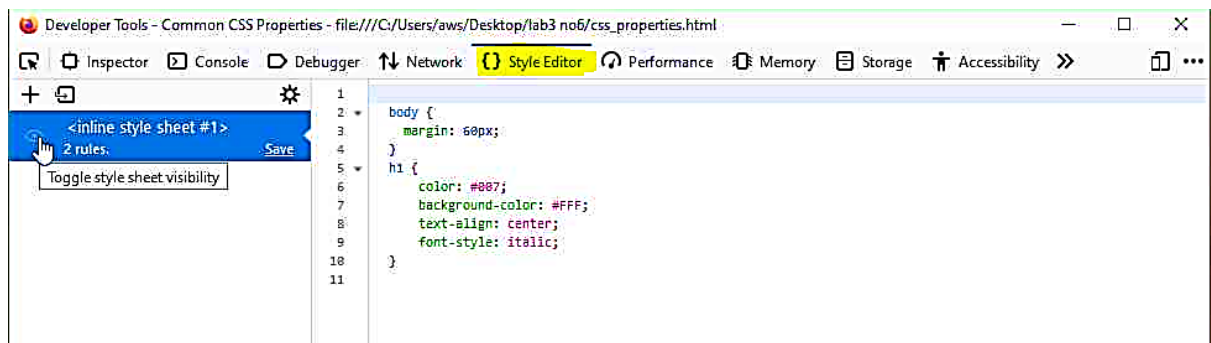 Developer Tools - Common CSS Properties - file:///C:/Users/aws/Desktop/lab3 no6/css_properties.html
Inspector Console Debugger Network {} Style Editor Performance Memory Storage Accessibility
<inline style sheet #1>
2 rules. Save
Toggle style sheet visibility
1
2 body {
3 margin: 60px;
4 }
5 h1 {
6 color: #007;
7 background-color: #FFF;
8 text-align: center;
9 font-style: italic;
10 }
11